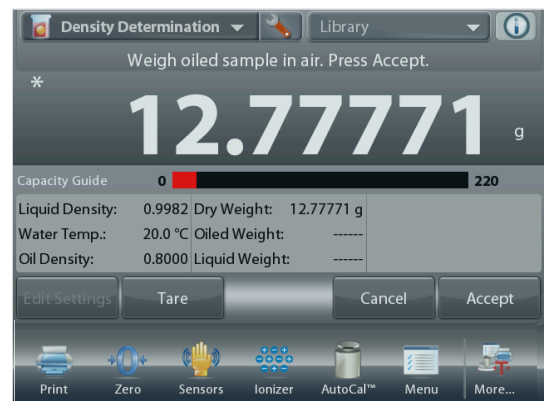 Density Determination Library
Weigh oiled sample in air. Press Accept.
*
12.77771 g
Capacity Guide 0 220
Liquid Density: 0.9982 Dry Weight: 12.77771 g
Water Temp.: 20.0 °C Oiled Weight: ------
Oil Density: 0.8000 Liquid Weight: ------
Edit Settings Tare Cancel Accept
Print Zero Sensors Ionizer AutoCal™ Menu More...